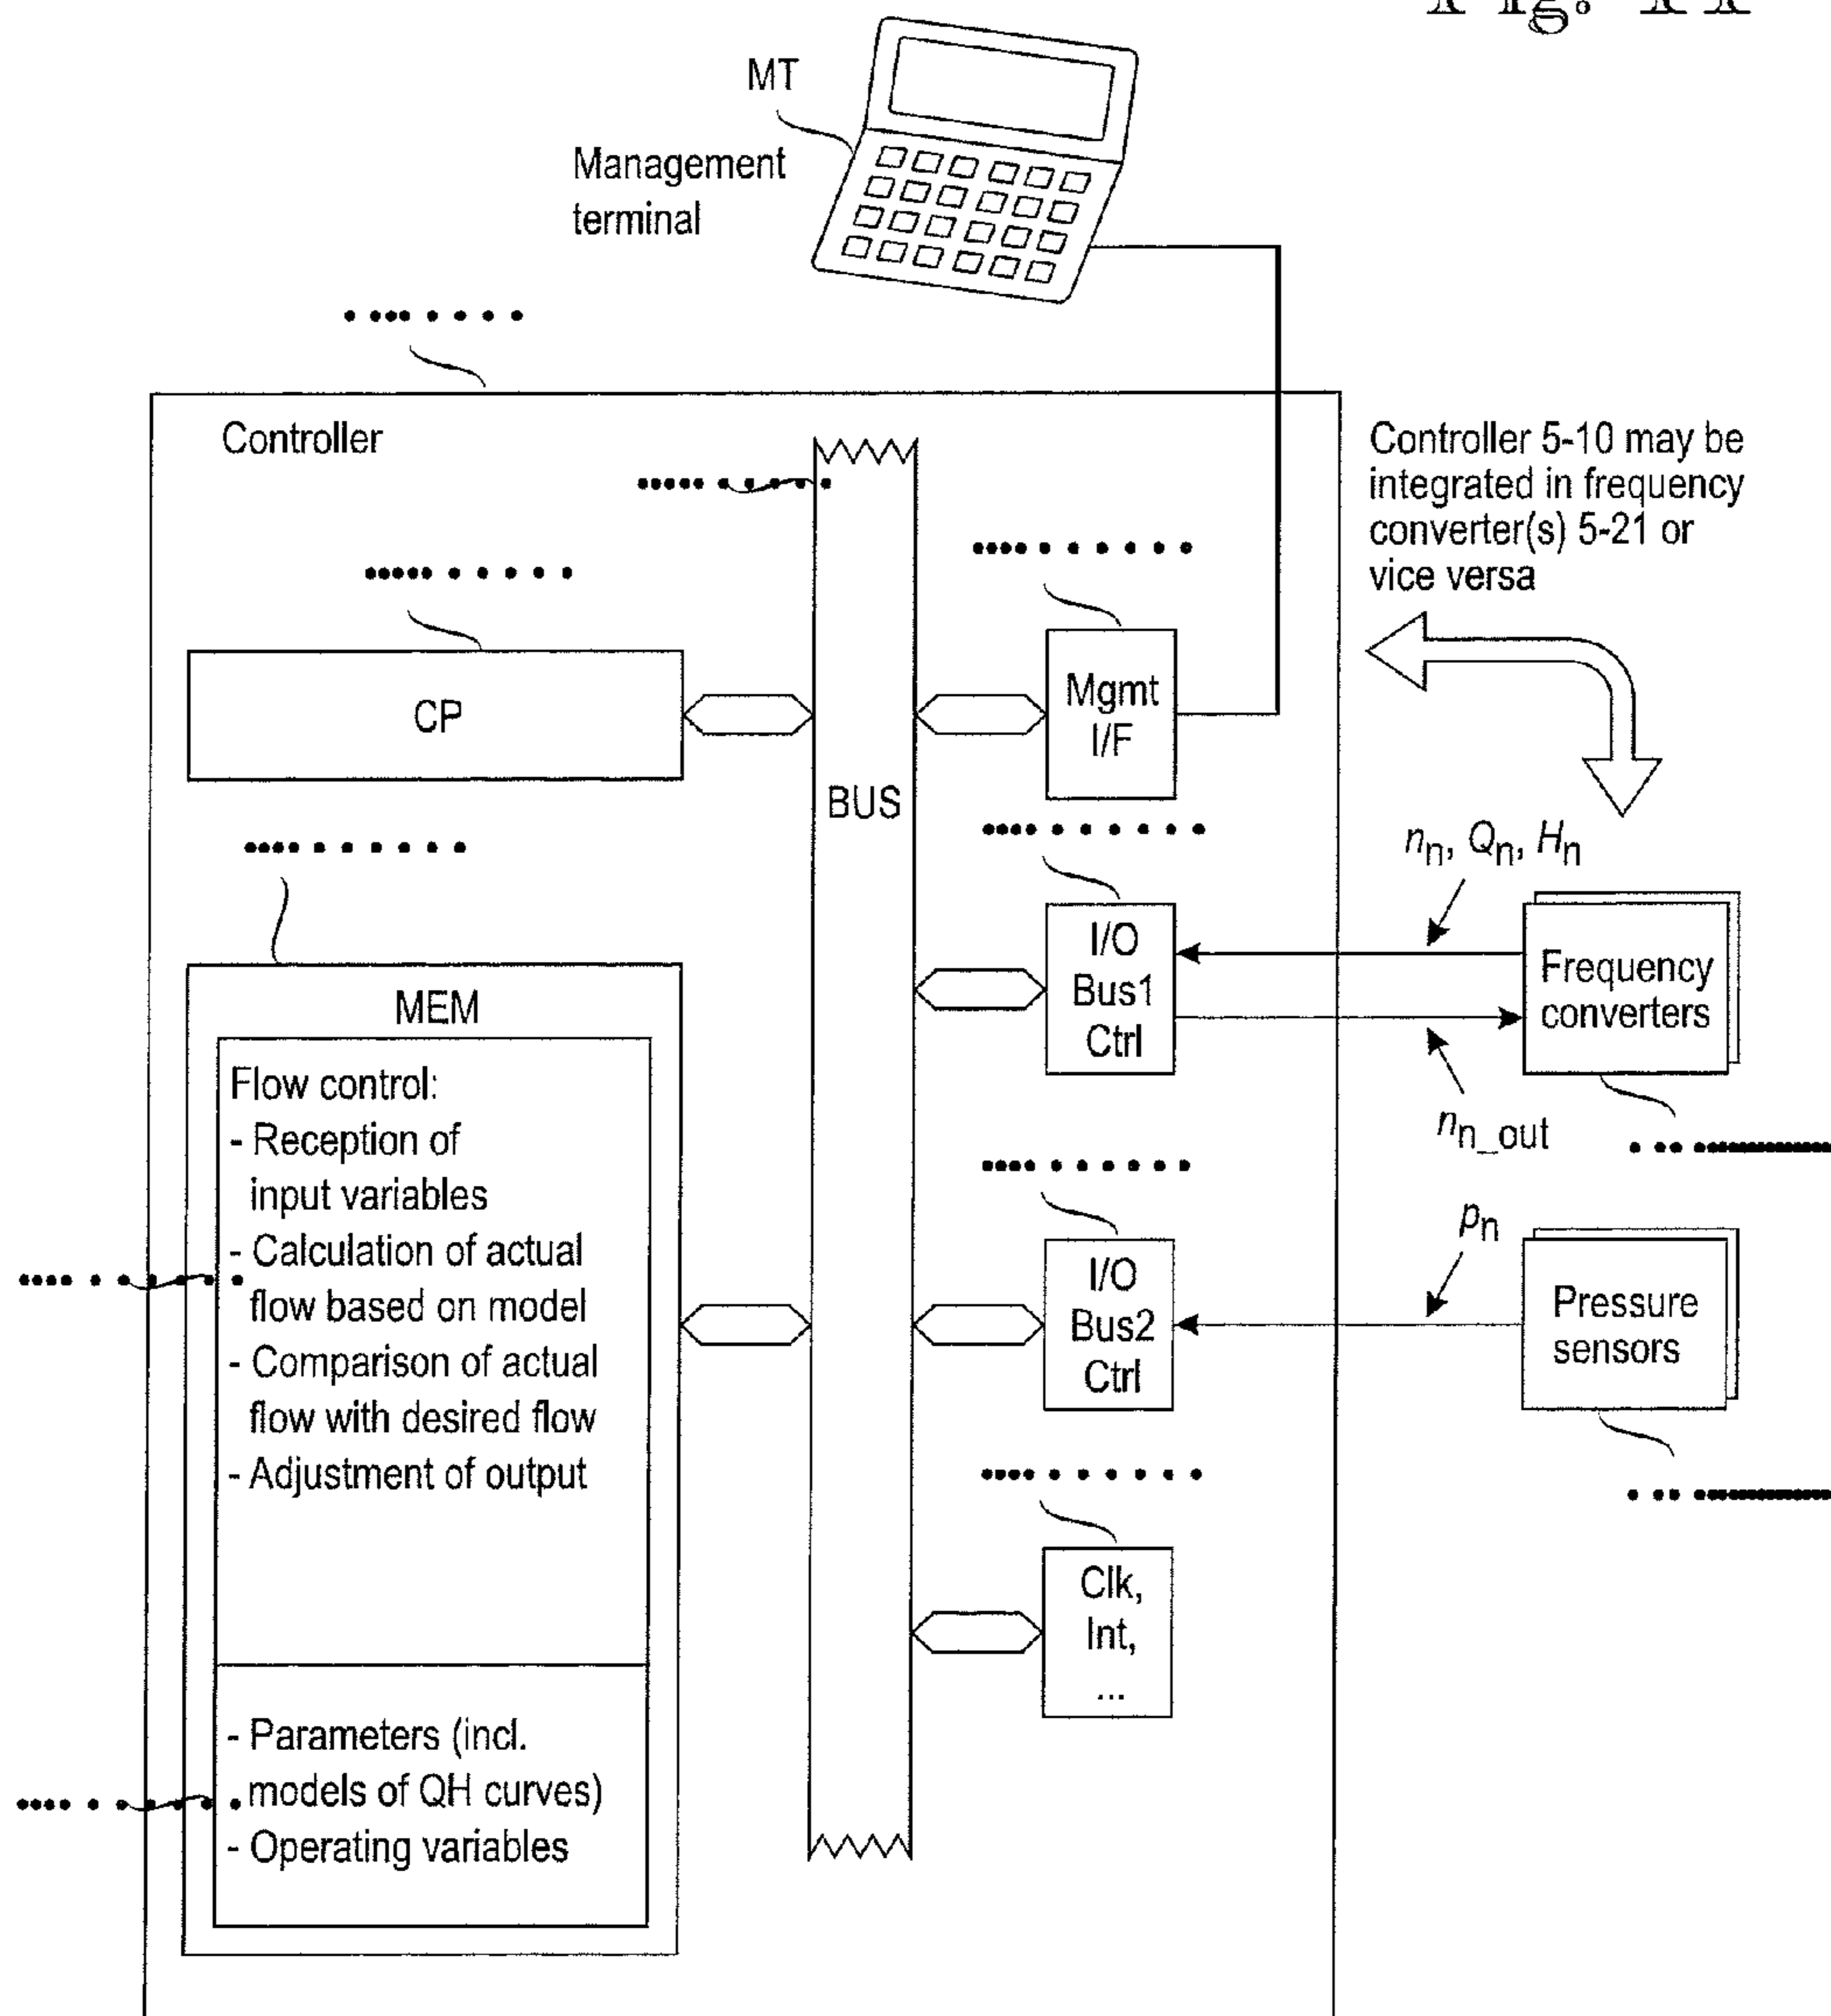 MT
Management
terminal
Controller
Controller 5-10 may be
integrated in frequency
converter(s) 5-21 or
vice versa
CP
BUS
Mgmt
I/F
I/O
Bus1
Ctrl
nn, Qn, Hn
Frequency
converters
nn_out
MEM
Flow control:
- Reception of
input variables
- Calculation of actual
flow based on model
- Comparison of actual
flow with desired flow
- Adjustment of output
I/O
Bus2
Ctrl
pn
Pressure
sensors
Clk,
Int,
...
- Parameters (incl.
models of QH curves)
- Operating variables